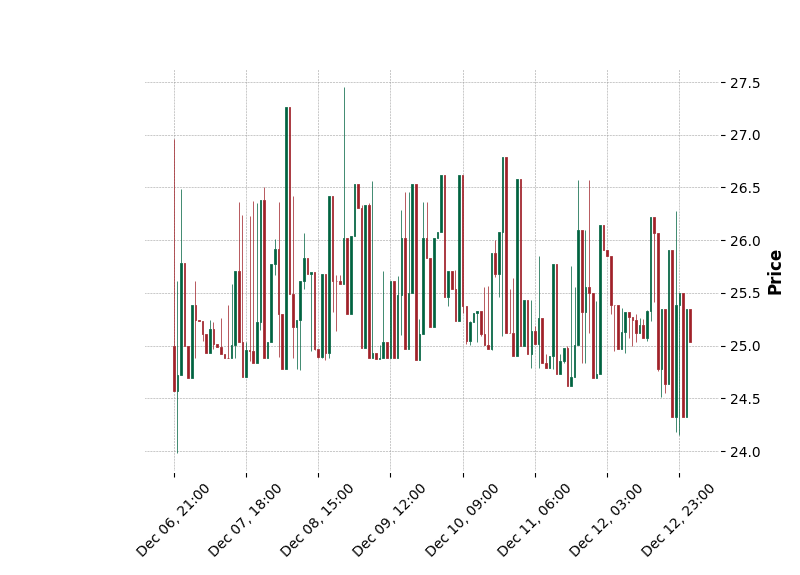 27.5
27.0
26.5
26.0
25.5
25.0
24.5
24.0
Price
Dec 06, 21:00
Dec 07, 18:00
Dec 08, 15:00
Dec 09, 12:00
Dec 10, 09:00
Dec 11, 06:00
Dec 12, 03:00
Dec 12, 23:00